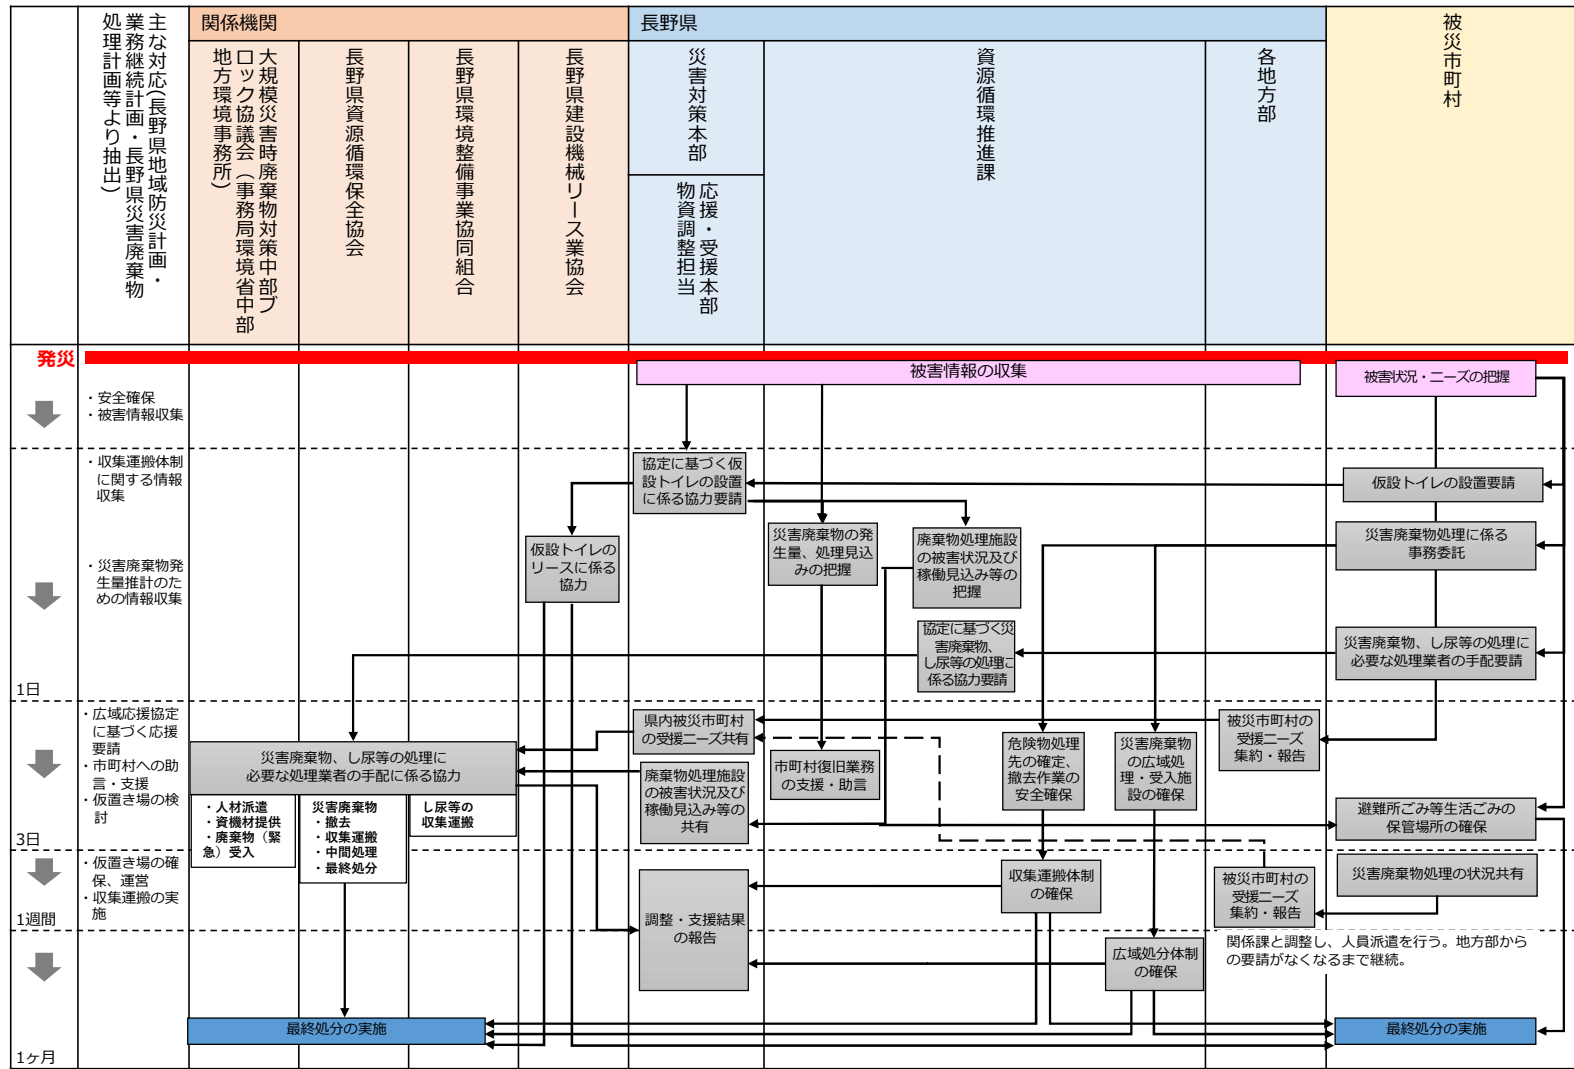 主な対応(長野県地域防災計画・
業務継続計画・長野県災害廃棄物
処理計画等より抽出)
関係機関
大規模災害時廃棄物対策中部ブ
ロック協議会（事務局環境省中部
地方環境事務所）
長野県資源循環保全協会
長野県環境整備事業協同組合
長野県建設機械リース業協会
長野県
災害対策本部
応援・受援本部
物資調整担当
資源循環推進課
各地方部
被災市町村
発災
被害情報の収集
被害状況・ニーズの把握
・安全確保
・被害情報収集
・収集運搬体制
に関する情報
収集
協定に基づく仮
設トイレの設置
に係る協力要請
仮設トイレの設置要請
・災害廃棄物発
生量推計のた
めの情報収集
仮設トイレの
リースに係る
協力
災害廃棄物の発
生量、処理見込
みの把握
廃棄物処理施設
の被害状況及び
稼働見込み等の
把握
災害廃棄物処理に係る
事務委託
協定に基づく災
害廃棄物、
し尿等の処理に
係る協力要請
災害廃棄物、し尿等の処理に
必要な処理業者の手配要請
1日
・広域応援協定
に基づく応援
要請
・市町村への助
言・支援
・仮置き場の検
討
災害廃棄物、し尿等の処理に
必要な処理業者の手配に係る協力
・人材派遣
・資機材提供
・廃棄物（緊
急）受入
災害廃棄物
・撤去
・収集運搬
・中間処理
・最終処分
し尿等の
収集運搬
県内被災市町村
の受援ニーズ共有
廃棄物処理施設
の被害状況及び
稼働見込み等の
共有
市町村復旧業務
の支援・助言
危険物処理
先の確定、
撤去作業の
安全確保
災害廃棄物
の広域処
理・受入施
設の確保
被災市町村の
受援ニーズ
集約・報告
避難所ごみ等生活ごみの
保管場所の確保
3日
・仮置き場の確
保、運営
・収集運搬の実
施
調整・支援結果
の報告
収集運搬体制
の確保
被災市町村の
受援ニーズ
集約・報告
災害廃棄物処理の状況共有
1週間
広域処分体制
の確保
関係課と調整し、人員派遣を行う。地方部から
の要請がなくなるまで継続。
最終処分の実施
最終処分の実施
1ヶ月